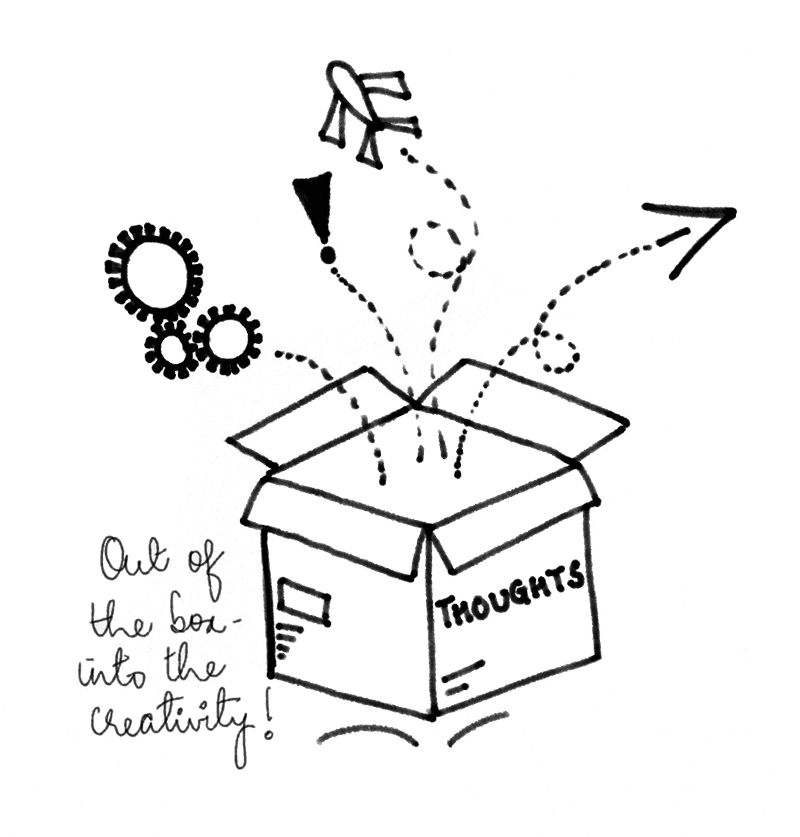 Out of
the box-
into the
creativity!
THOUGHTS